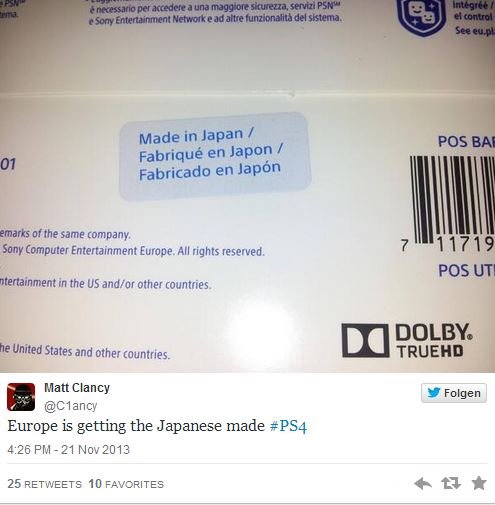 è necessario per accedere a una maggiore sicurezza, servizi PSN℠
e Sony Entertainment Network e ad altre funzionalità del sistema.
intégréé /
el control
See eu.pl
Made in Japan /
Fabriqué en Japon /
Fabricado en Japón
01
POS BA
7 11719
POS UT
emarks of the same company.
Sony Computer Entertainment Europe. All rights reserved.
ntertainment in the US and/or other countries.
he United States and other countries.
DOLBY®
TRUEHD
Matt Clancy
@C1ancy
Folgen
Europe is getting the Japanese made #PS4
4:26 PM - 21 Nov 2013
25 RETWEETS 10 FAVORITES